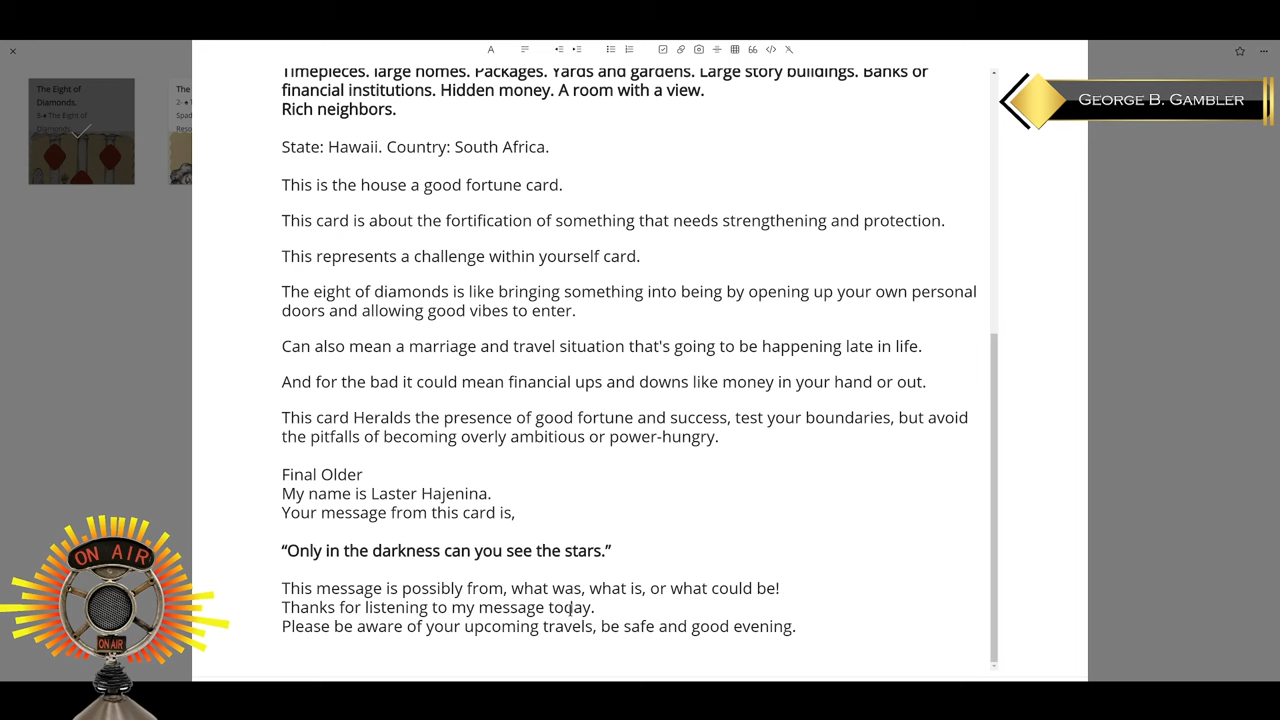 The Eight of
Diamonds.
8-♦ The Eight of
Diamonds
The
2-♠
Spad
Reso
Timepieces. large homes. Packages. Yards and gardens. Large story buildings. Banks or
financial institutions. Hidden money. A room with a view.
Rich neighbors.
State: Hawaii. Country: South Africa.
This is the house a good fortune card.
This card is about the fortification of something that needs strengthening and protection.
This represents a challenge within yourself card.
The eight of diamonds is like bringing something into being by opening up your own personal
doors and allowing good vibes to enter.
Can also mean a marriage and travel situation that's going to be happening late in life.
And for the bad it could mean financial ups and downs like money in your hand or out.
This card Heralds the presence of good fortune and success, test your boundaries, but avoid
the pitfalls of becoming overly ambitious or power-hungry.
Final Older
My name is Laster Hajenina.
Your message from this card is,
“Only in the darkness can you see the stars.”
This message is possibly from, what was, what is, or what could be!
Thanks for listening to my message today.
Please be aware of your upcoming travels, be safe and good evening.
George B. Gambler
ON AIR
ON AIR